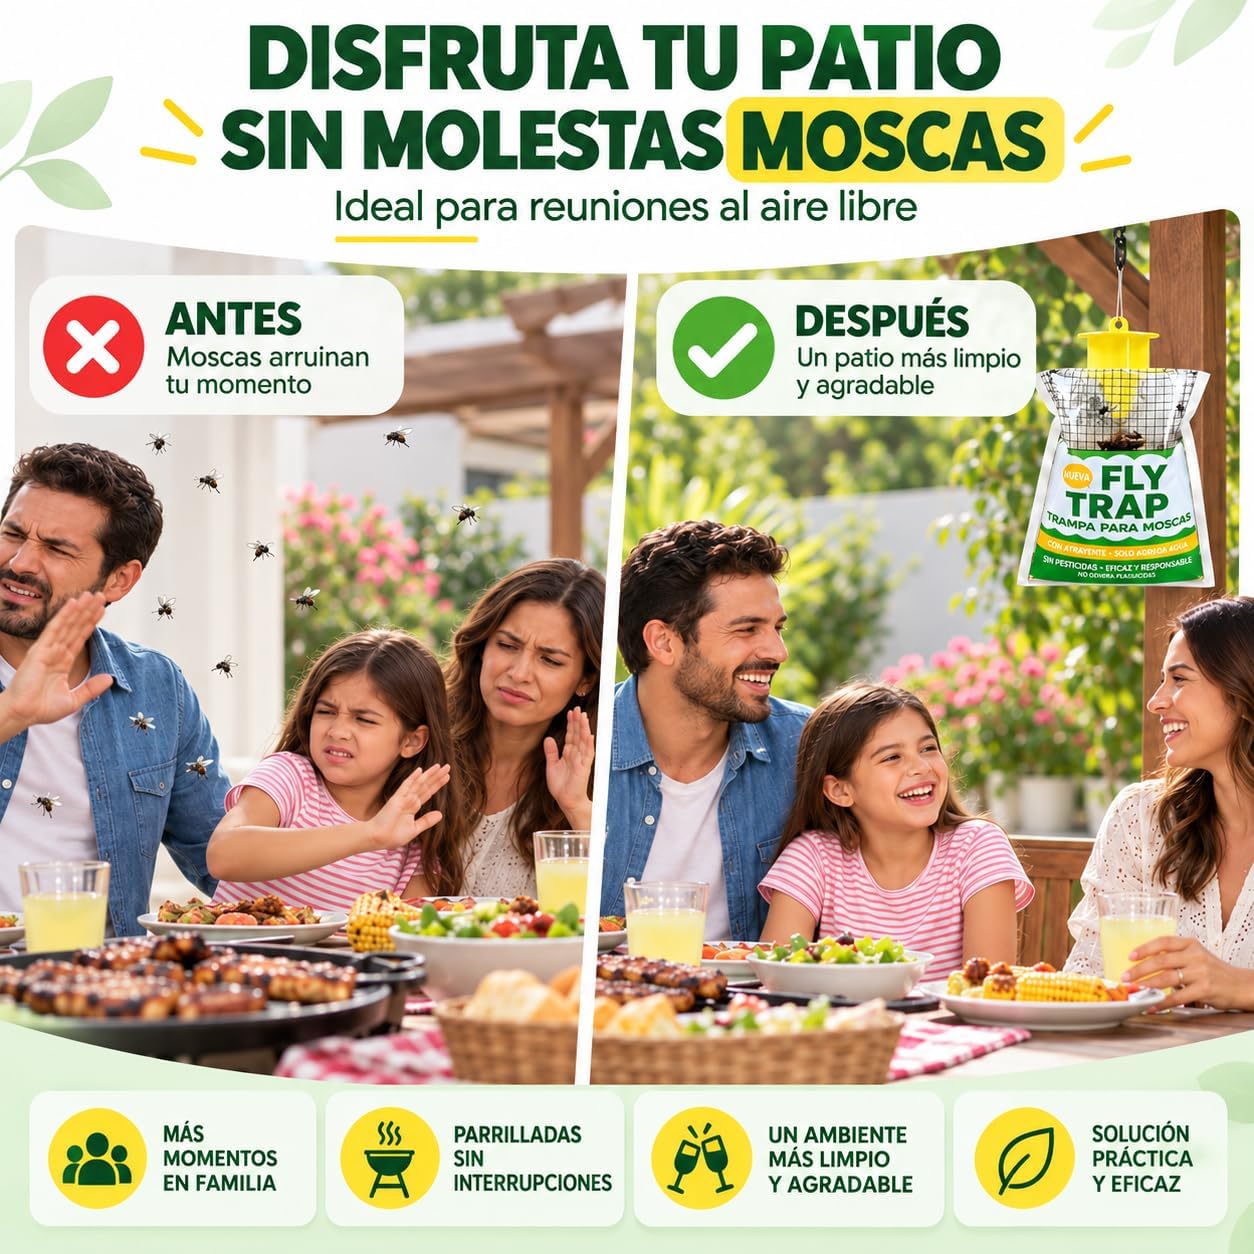 DISFRUTA TU PATIO
SIN MOLESTAS MOSCAS
Ideal para reuniones al aire libre
ANTES
Moscas arruinan
tu momento
DESPUÉS
Un patio más limpio
y agradable
NUEVA
FLY
TRAP
TRAMPA PARA MOSCAS
CON ATRAYENTE • SOLO AGREGA AGUA
SIN PESTICIDAS • EFICAZ Y RESPONSABLE
MÁS
MOMENTOS
EN FAMILIA
PARRILLADAS
SIN
INTERRUPCIONES
UN AMBIENTE
MÁS LIMPIO
Y AGRADABLE
SOLUCIÓN
PRÁCTICA
Y EFICAZ